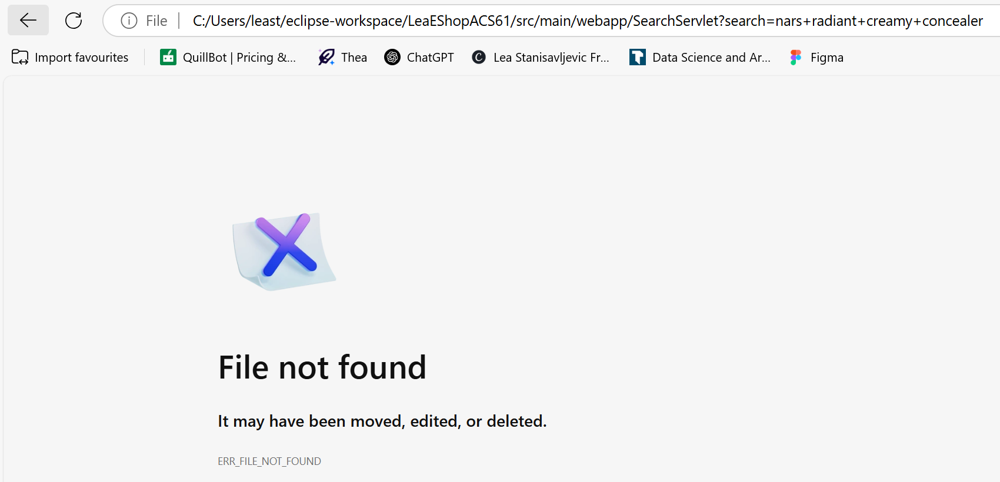 File C:/Users/least/eclipse-workspace/LeaEShopACS61/src/main/webapp/SearchServlet?search=nars+radiant+creamy+concealer
Import favourites QuillBot | Pricing &... Thea ChatGPT C Lea Stanisavljevic Fr... Data Science and Ar... Figma
File not found
It may have been moved, edited, or deleted.
ERR_FILE_NOT_FOUND